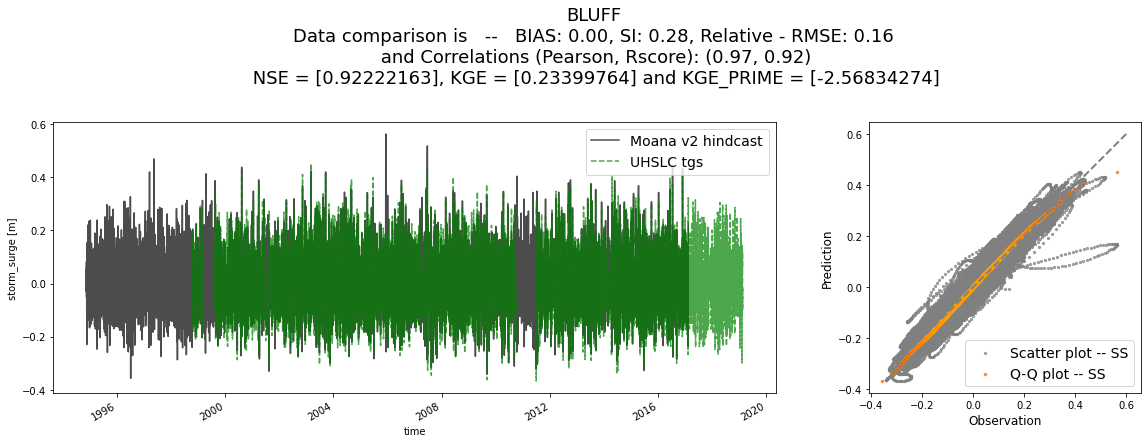 BLUFF
Data comparison is -- BIAS: 0.00, SI: 0.28, Relative - RMSE: 0.16
and Correlations (Pearson, Rscore): (0.97, 0.92)
NSE = [0.92222163], KGE = [0.23399764] and KGE_PRIME = [-2.56834274]
storm_surge [m]
0.6
0.4
0.2
0.0
−0.2
−0.4
Moana v2 hindcast
UHSLC tgs
1996
2000
2004
2008
2012
2016
2020
time
Prediction
0.6
0.4
0.2
0.0
−0.2
−0.4
Scatter plot -- SS
Q-Q plot -- SS
−0.4
−0.2
0.0
0.2
0.4
0.6
Observation